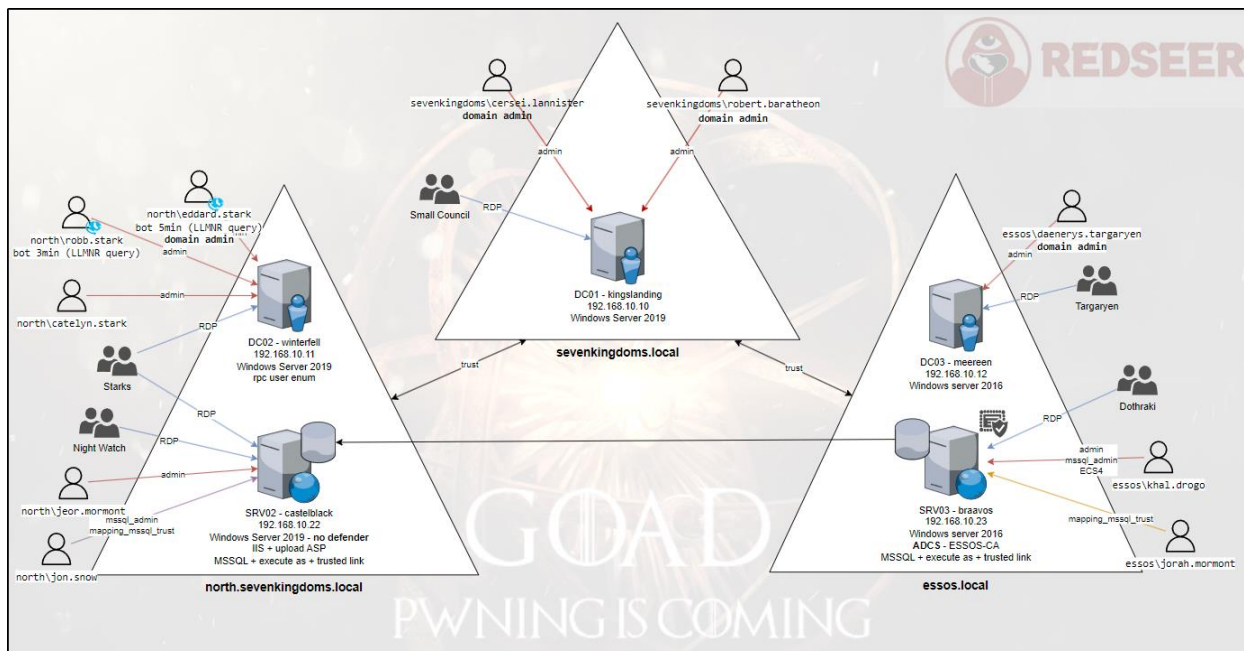 REDSEER
sevenkingdoms\cersei.lannister
domain admin
sevenkingdoms\robert.baratheon
domain admin
admin
admin
Small Council
RDP
DC01 - kingslanding
192.168.10.10
Windows Server 2019
sevenkingdoms.local
trust
trust
north\eddard.stark
bot 5min (LLMNR query)
domain admin
north\robb.stark
bot 3min (LLMNR query)
admin
admin
north\catelyn.stark
RDP
DC02 - winterfell
192.168.10.11
Windows Server 2019
rpc user enum
Starks
RDP
Night Watch
RDP
admin
north\jeor.mormont
mssql_admin
mapping_mssql_trust
north\jon.snow
SRV02 - castelblack
192.168.10.22
Windows Server 2019 - no defender
IIS + upload ASP
MSSQL + execute as + trusted link
north.sevenkingdoms.local
essos\daenerys.targaryen
domain admin
admin
RDP
Targaryen
DC03 - meereen
192.168.10.12
Windows server 2016
Dothraki
RDP
admin
mssql_admin
ECS4
essos\khal.drogo
mapping_mssql_trust
essos\jorah.mormont
SRV03 - braavos
192.168.10.23
Windows server 2016
ADCS - ESSOS-CA
MSSQL + execute as + trusted link
essos.local
GOAD
PWNING IS COMING